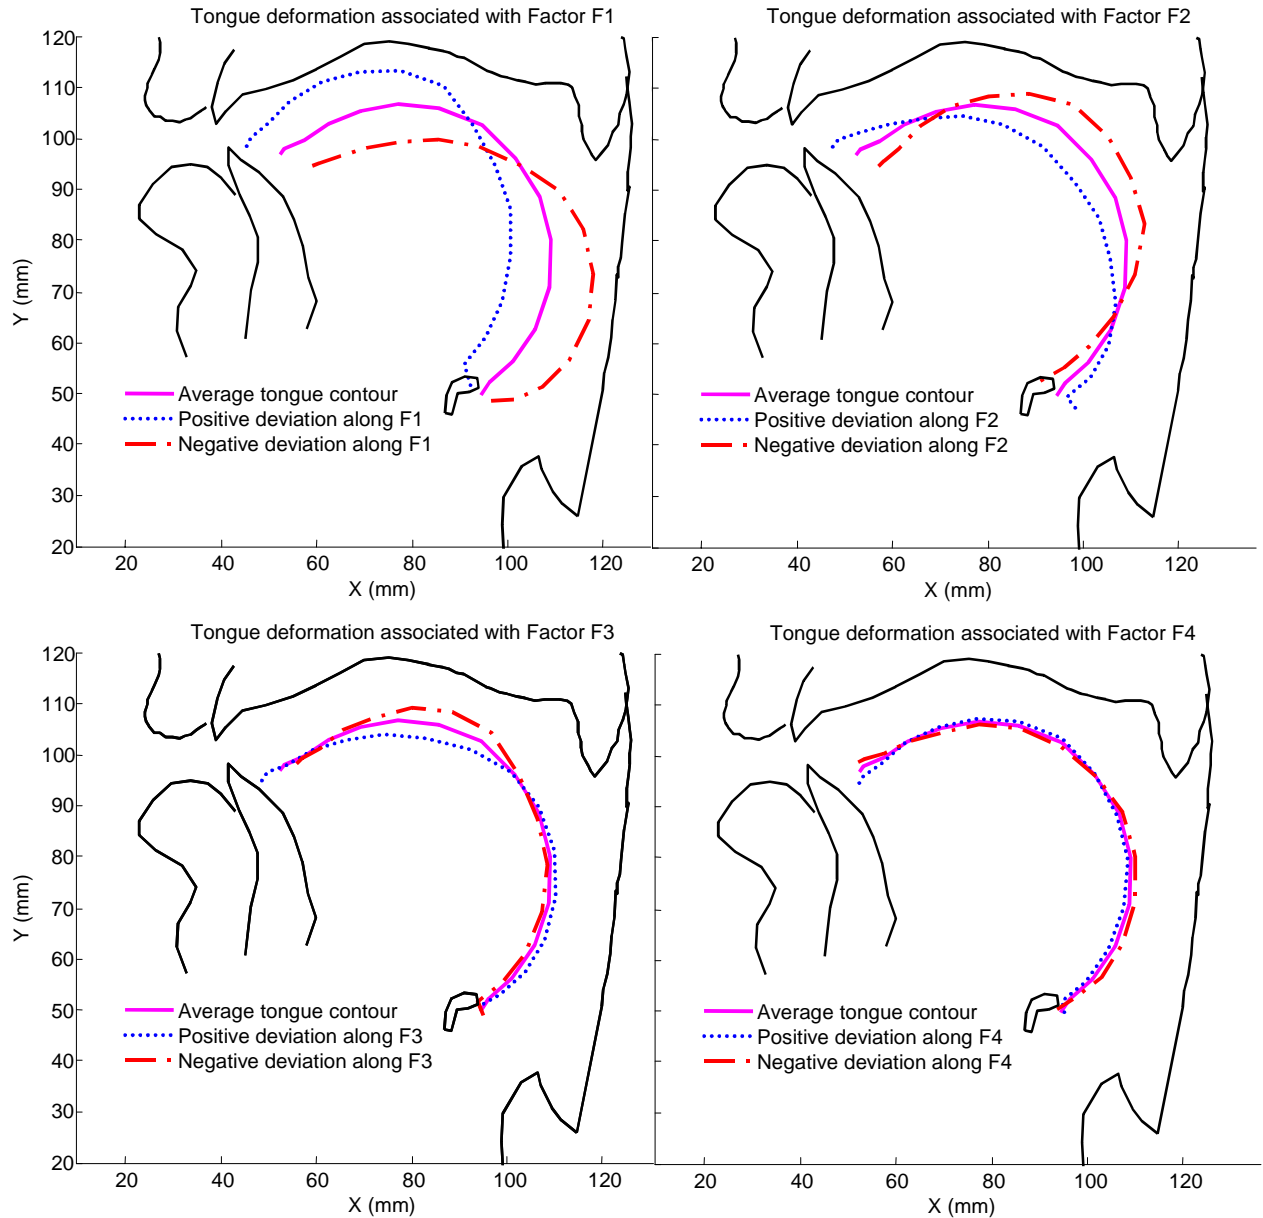 Tongue deformation associated with Factor F1
120
110
100
90
80
70
60
50
40
30
20
Y (mm)
Average tongue contour
Positive deviation along F1
Negative deviation along F1
20 40 60 80 100 120
X (mm)
Tongue deformation associated with Factor F2
Average tongue contour
Positive deviation along F2
Negative deviation along F2
20 40 60 80 100 120
X (mm)
Tongue deformation associated with Factor F3
120
110
100
90
80
70
60
50
40
30
20
Y (mm)
Average tongue contour
Positive deviation along F3
Negative deviation along F3
20 40 60 80 100 120
X (mm)
Tongue deformation associated with Factor F4
Average tongue contour
Positive deviation along F4
Negative deviation along F4
20 40 60 80 100 120
X (mm)